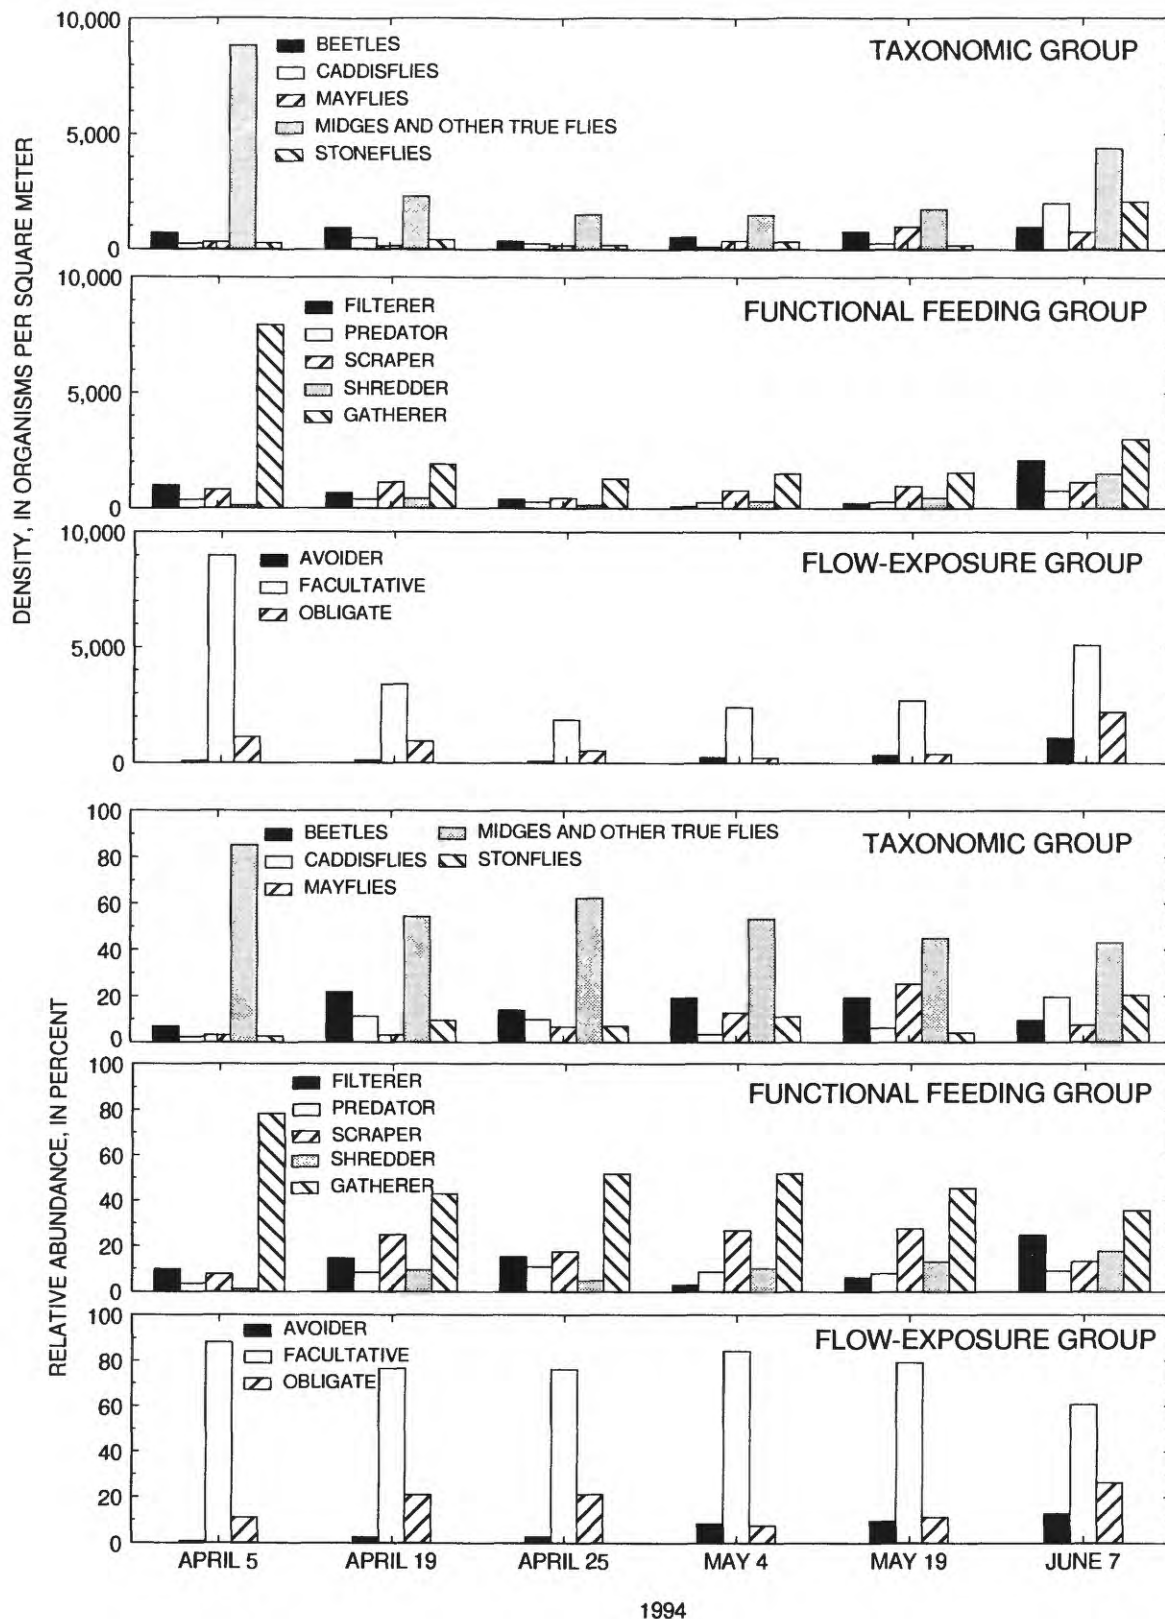 DENSITY, IN ORGANISMS PER SQUARE METER
10,000
5,000
0
BEETLES
CADDISFLIES
MAYFLIES
MIDGES AND OTHER TRUE FLIES
STONEFLIES
TAXONOMIC GROUP
10,000
5,000
0
FILTERER
PREDATOR
SCRAPER
SHREDDER
GATHERER
FUNCTIONAL FEEDING GROUP
10,000
5,000
0
AVOIDER
FACULTATIVE
OBLIGATE
FLOW-EXPOSURE GROUP
RELATIVE ABUNDANCE, IN PERCENT
100
80
60
40
20
0
BEETLES
CADDISFLIES
MAYFLIES
MIDGES AND OTHER TRUE FLIES
STONFLIES
TAXONOMIC GROUP
100
80
60
40
20
0
FILTERER
PREDATOR
SCRAPER
SHREDDER
GATHERER
FUNCTIONAL FEEDING GROUP
100
80
60
40
20
0
AVOIDER
FACULTATIVE
OBLIGATE
FLOW-EXPOSURE GROUP
APRIL 5
APRIL 19
APRIL 25
MAY 4
MAY 19
JUNE 7
1994